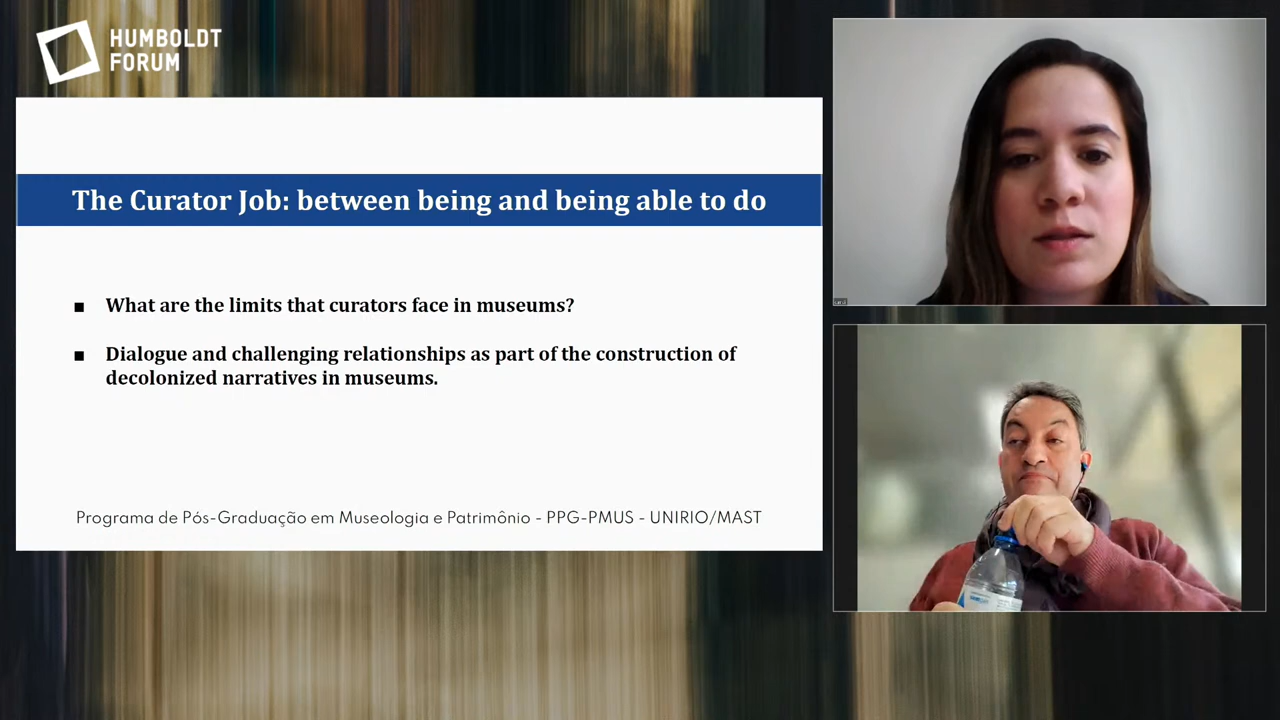 HUMBOLDT
FORUM
The Curator Job: between being and being able to do
What are the limits that curators face in museums?
Dialogue and challenging relationships as part of the construction of
decolonized narratives in museums.
Programa de Pós-Graduação em Museologia e Patrimônio - PPG-PMUS - UNIRIO/MAST